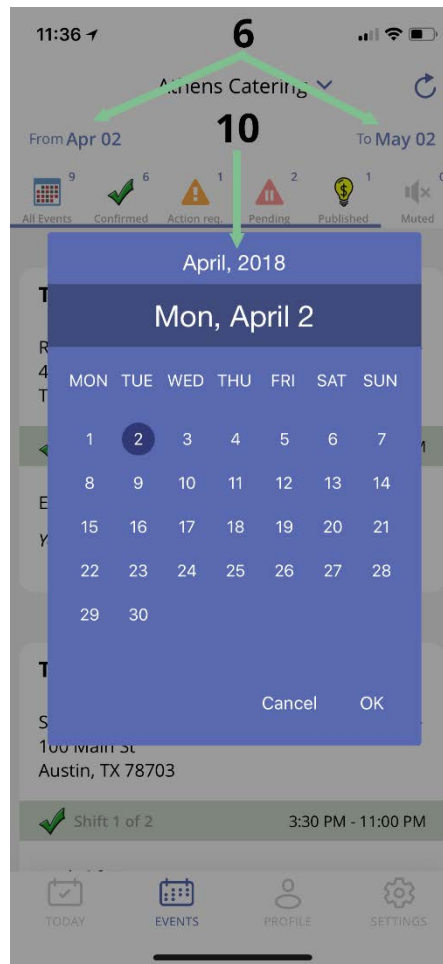 11:36
6
Athens Catering
From Apr 02
10
To May 02
9
6
1
2
1
0
All Events
Confirmed
Action req.
Pending
Published
Muted
April, 2018
Mon, April 2
MON TUE WED THU FRI SAT SUN
1 2 3 4 5 6 7
8 9 10 11 12 13 14
15 16 17 18 19 20 21
22 23 24 25 26 27 28
29 30
Cancel OK
100 Main St
Austin, TX 78703
Shift 1 of 2 3:30 PM - 11:00 PM
TODAY EVENTS PROFILE SETTINGS